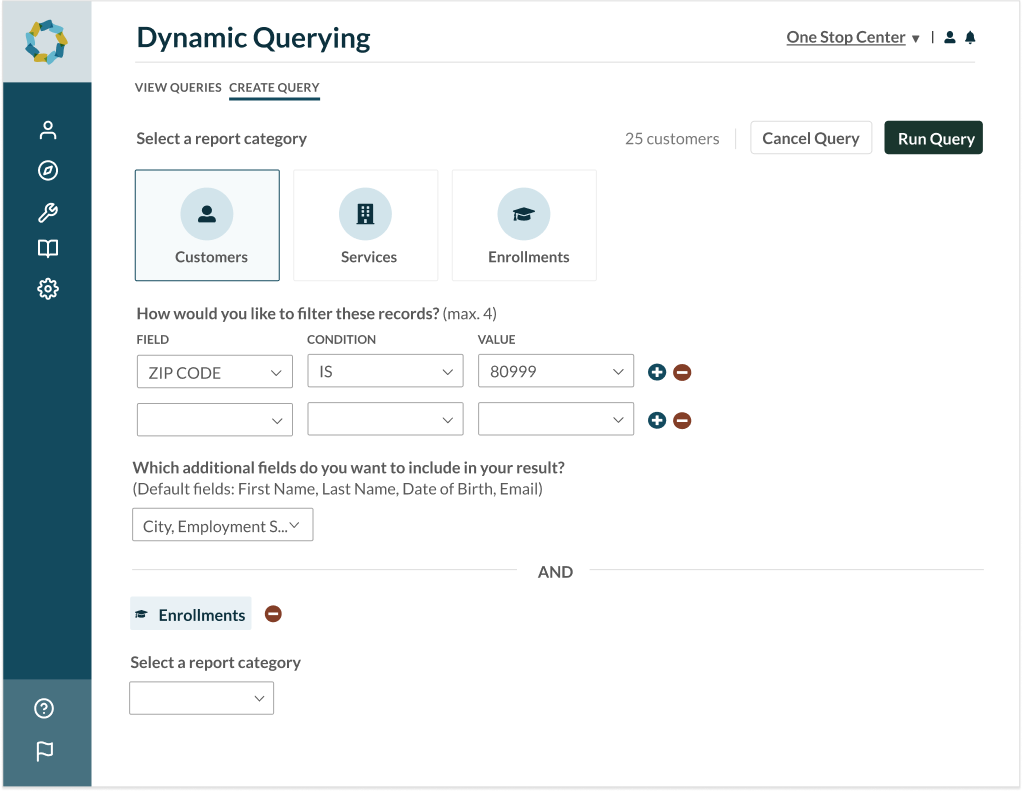 Dynamic Querying
One Stop Center
VIEW QUERIES CREATE QUERY
Select a report category
25 customers
Cancel Query
Run Query
Customers
Services
Enrollments
How would you like to filter these records? (max. 4)
FIELD CONDITION VALUE
ZIP CODE IS 80999
Which additional fields do you want to include in your result?
(Default fields: First Name, Last Name, Date of Birth, Email)
City, Employment S...
AND
Enrollments
Select a report category